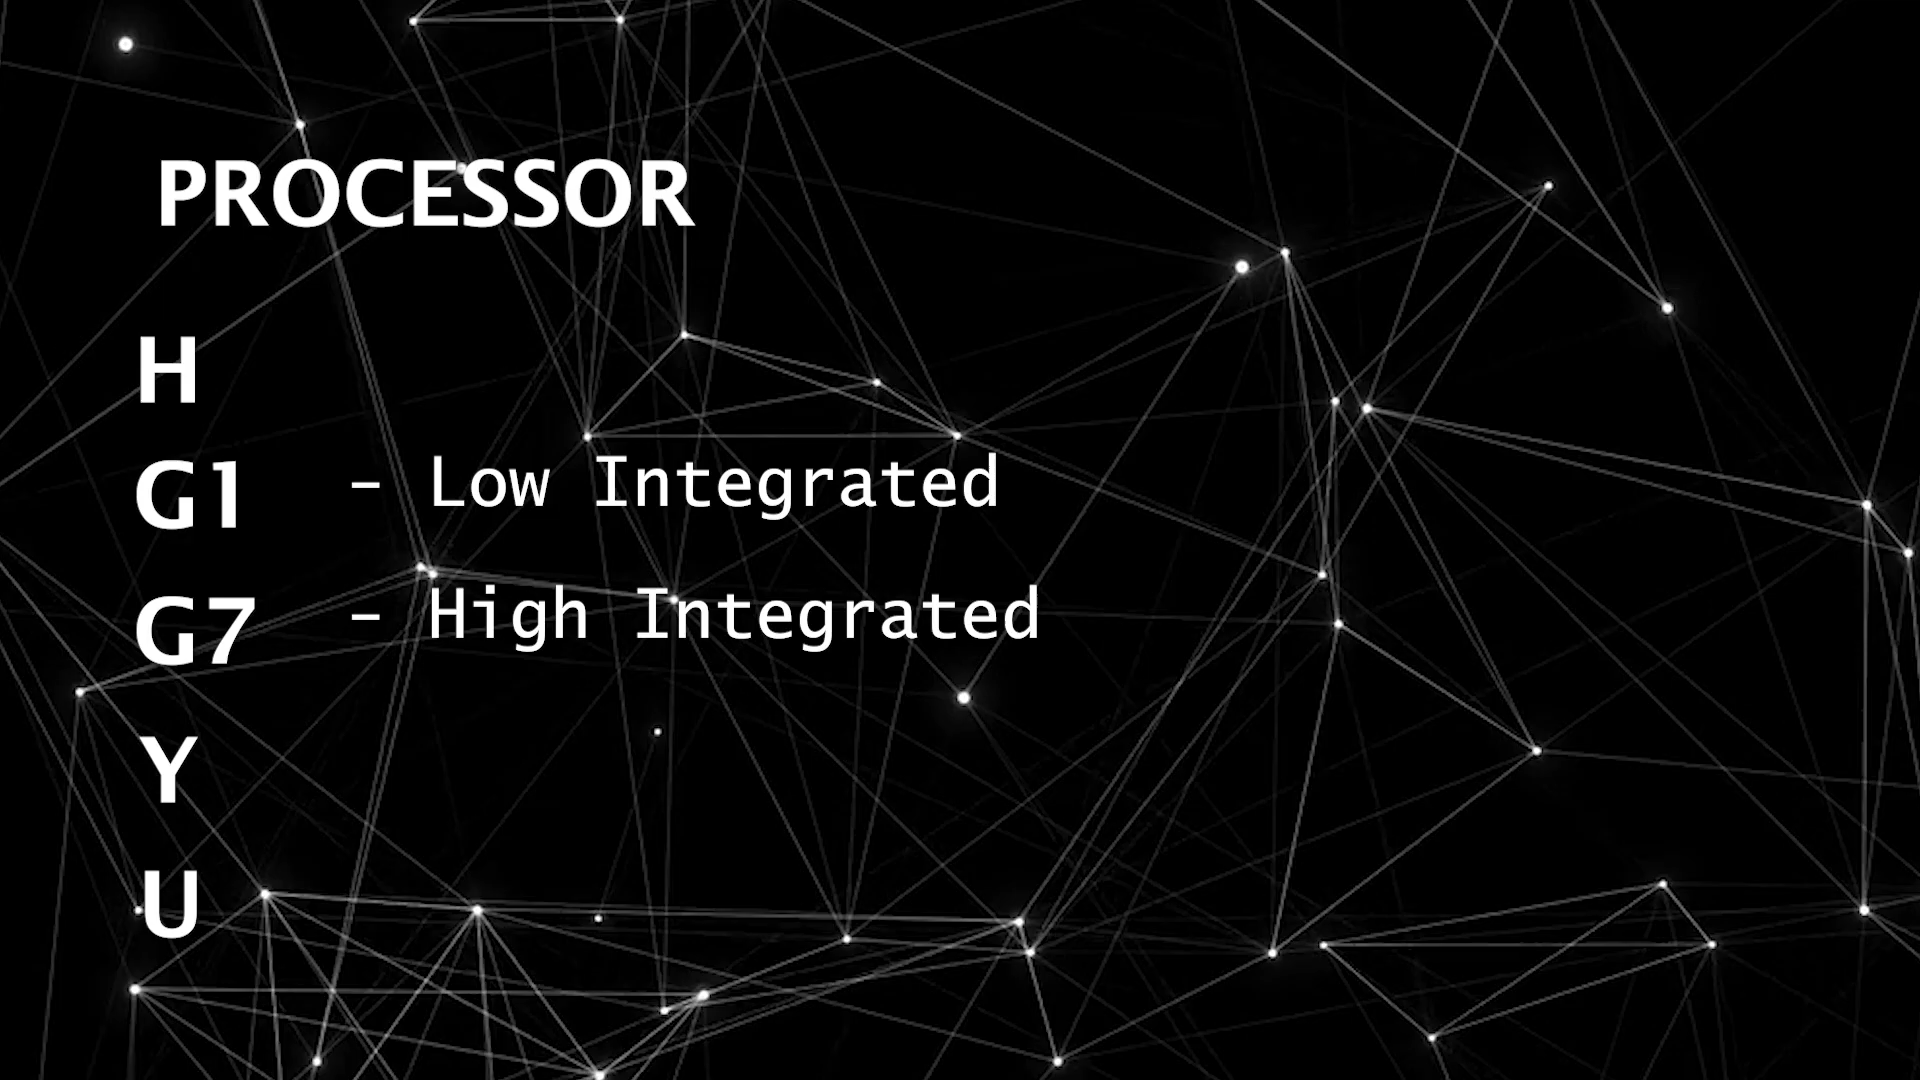 PROCESSOR
H
G1 - Low Integrated
G7 - High Integrated
Y
U